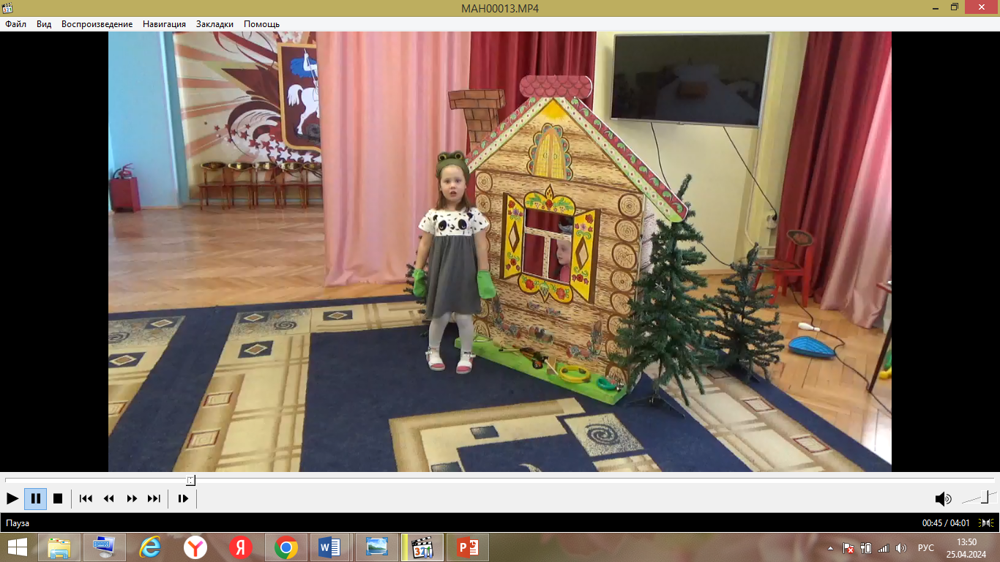 MAH00013.MP4
Файл Вид Воспроизведение Навигация Закладки Помощь
Пауза
00:45 / 04:01
РУС
13:50
25.04.2024